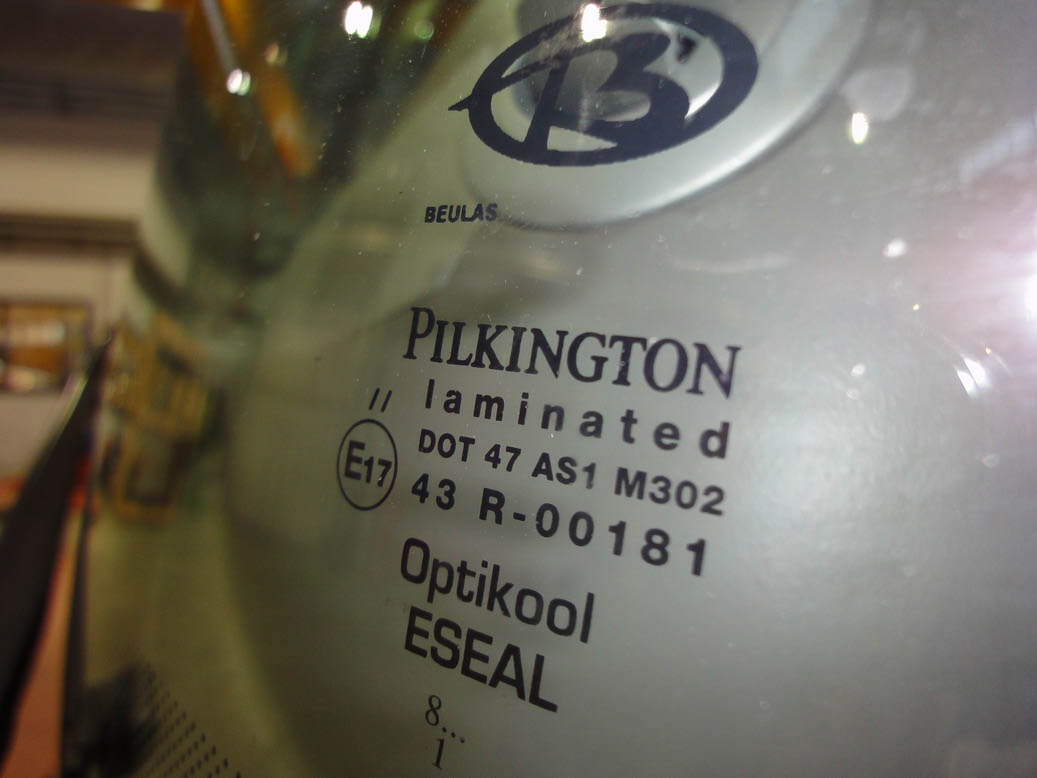 B
BEULAS
PILKINGTON
//
laminated
E17
DOT 47 AS1 M302
43 R-00181
Optikool
ESEAL
8...
1